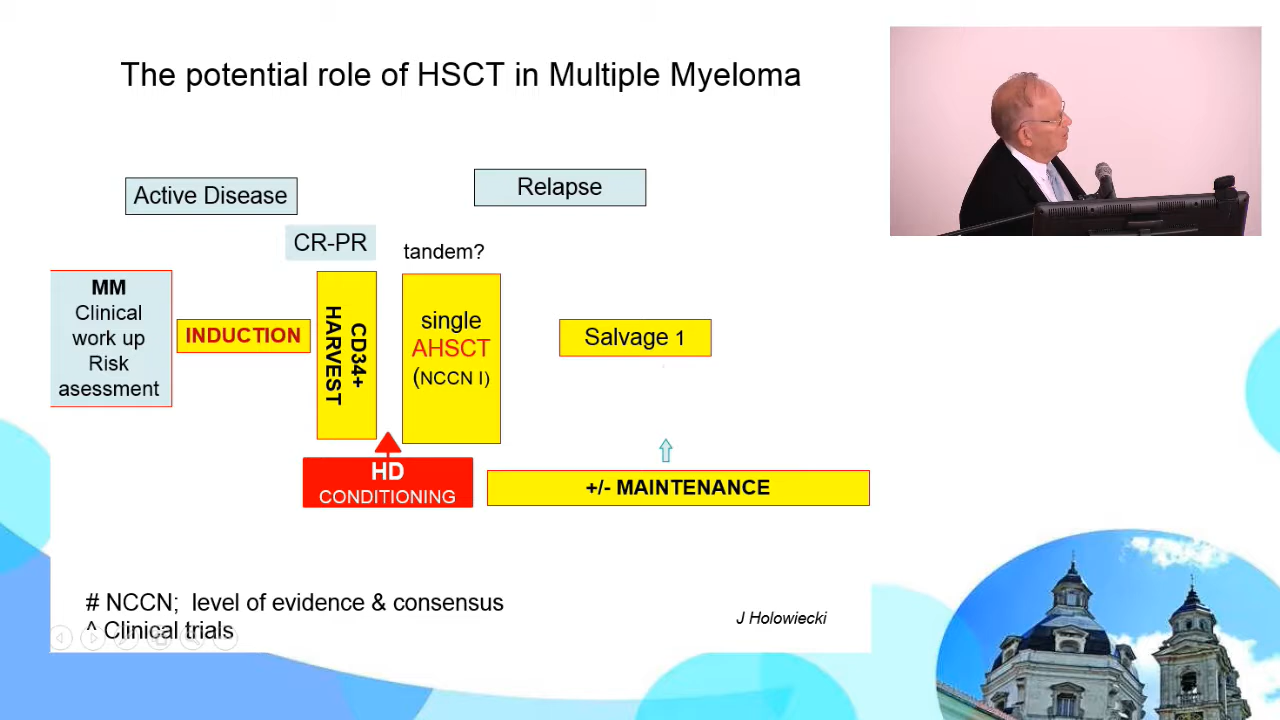 The potential role of HSCT in Multiple Myeloma
Active Disease
Relapse
CR-PR
tandem?
MM
Clinical
work up
Risk
asessment
INDUCTION
CD34+
HARVEST
single
AHSCT
(NCCN I)
Salvage 1
HD
CONDITIONING
+/- MAINTENANCE
# NCCN; level of evidence & consensus
^ Clinical trials
J Holowiecki